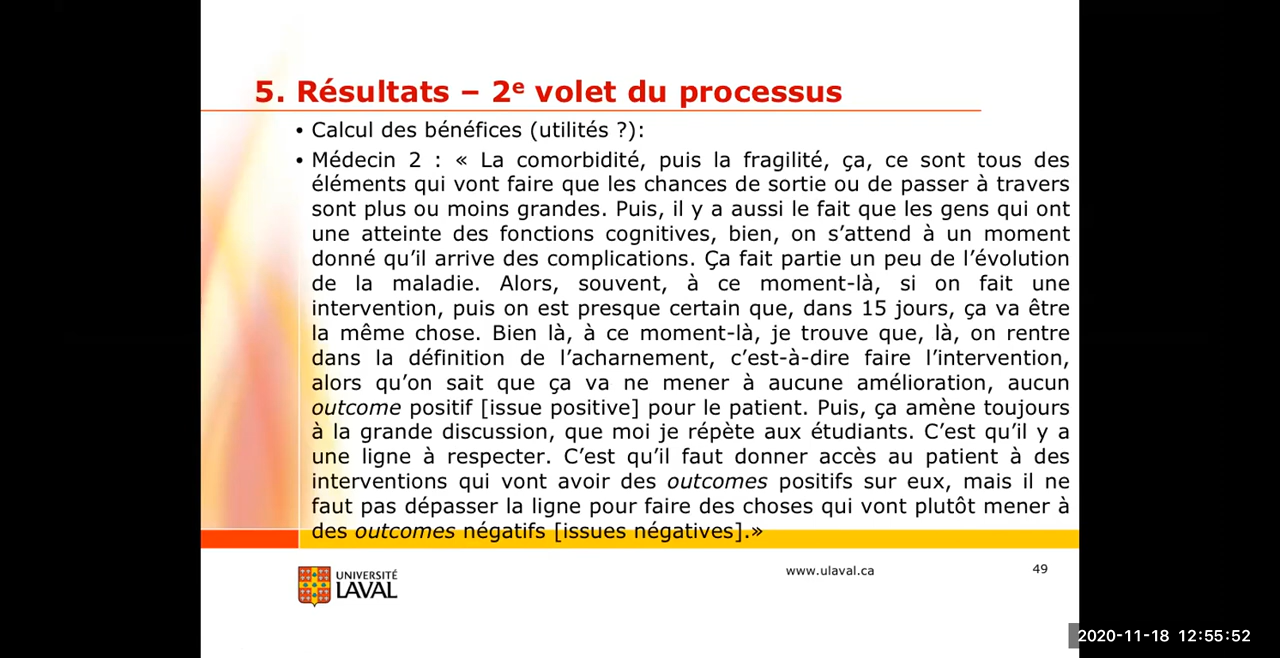 5. Résultats – 2e volet du processus
• Calcul des bénéfices (utilités ?):
• Médecin 2 : « La comorbidité, puis la fragilité, ça, ce sont tous des
éléments qui vont faire que les chances de sortie ou de passer à travers
sont plus ou moins grandes. Puis, il y a aussi le fait que les gens qui ont
une atteinte des fonctions cognitives, bien, on s’attend à un moment
donné qu’il arrive des complications. Ça fait partie un peu de l’évolution
de la maladie. Alors, souvent, à ce moment-là, si on fait une
intervention, puis on est presque certain que, dans 15 jours, ça va être
la même chose. Bien là, à ce moment-là, je trouve que, là, on rentre
dans la définition de l’acharnement, c’est-à-dire faire l’intervention,
alors qu’on sait que ça va ne mener à aucune amélioration, aucun
outcome positif [issue positive] pour le patient. Puis, ça amène toujours
à la grande discussion, que moi je répète aux étudiants. C’est qu’il y a
une ligne à respecter. C’est qu’il faut donner accès au patient à des
interventions qui vont avoir des outcomes positifs sur eux, mais il ne
faut pas dépasser la ligne pour faire des choses qui vont plutôt mener à
des outcomes négatifs [issues négatives].»
UNIVERSITÉ
LAVAL
www.ulaval.ca
49
2020-11-18 12:55:52